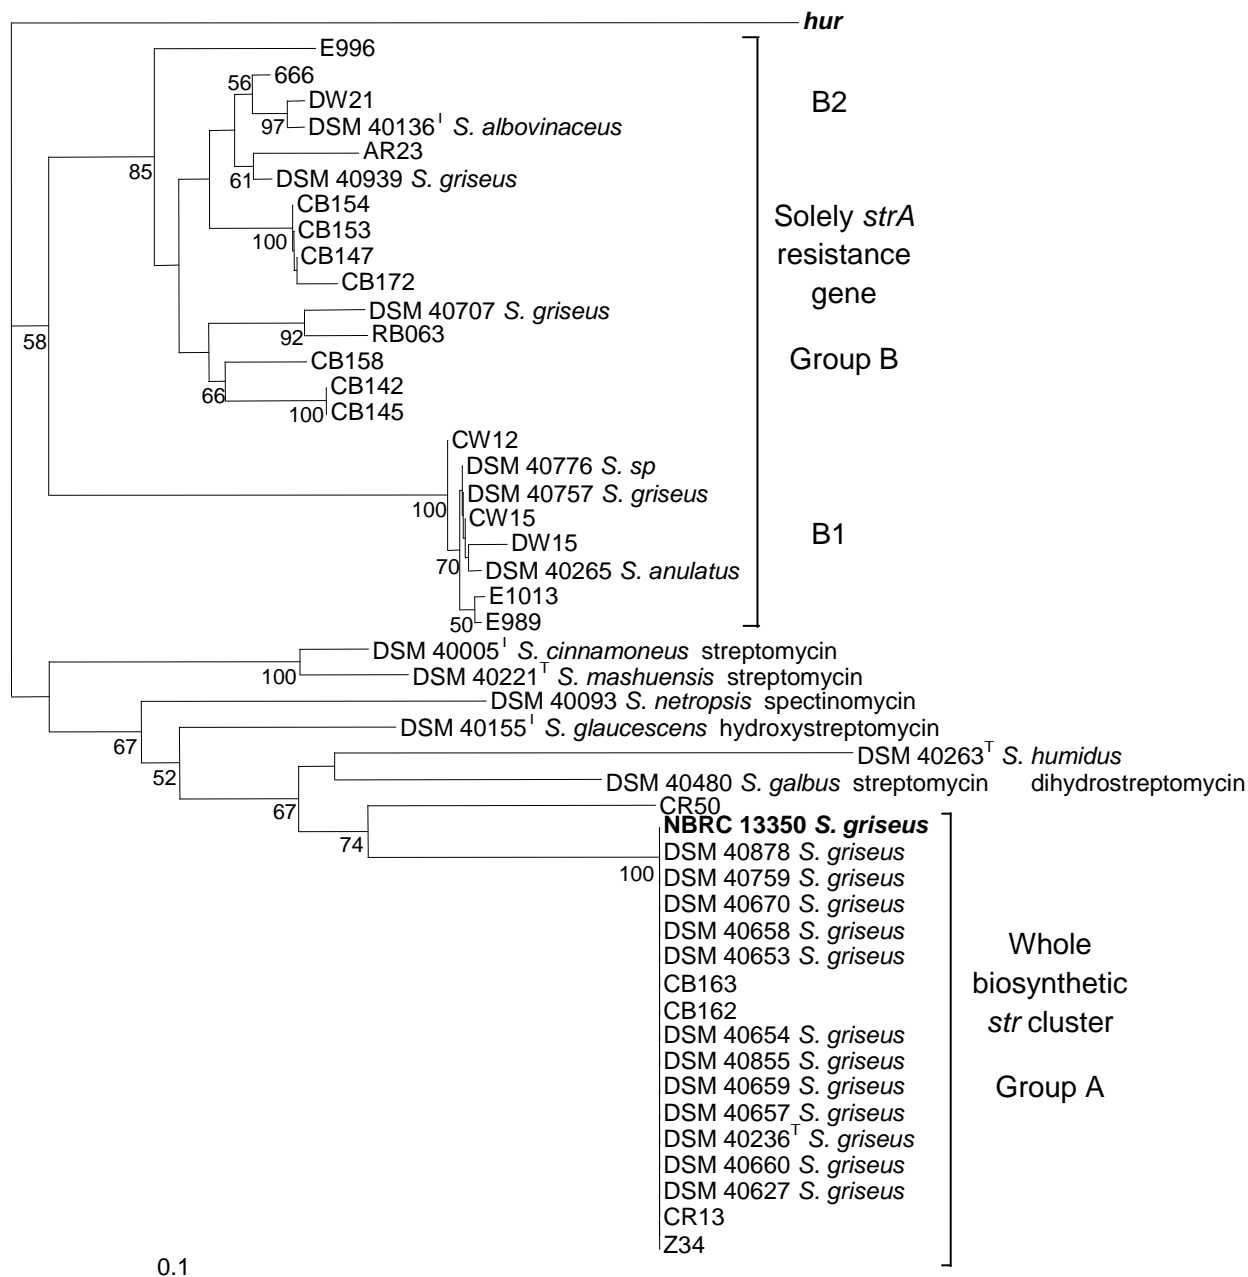 hur
E996
56 666
DW21
97 DSM 40136ᵀ S. albovinaceus
B2
AR23
85
61 DSM 40939 S. griseus
CB154
CB153
100
CB147
CB172
Solely strA
resistance
gene
DSM 40707 S. griseus
92 RB063
58
CB158
Group B
66
CB142
100 CB145
CW12
DSM 40776 S. sp
DSM 40757 S. griseus
100
CW15
DW15
B1
70
DSM 40265 S. anulatus
E1013
50 E989
DSM 40005ᵀ S. cinnamoneus streptomycin
100 DSM 40221ᵀ S. mashuensis streptomycin
DSM 40093 S. netropsis spectinomycin
DSM 40155ᵀ S. glaucescens hydroxystreptomycin
67
DSM 40263ᵀ S. humidus
52
DSM 40480 S. galbus streptomycin dihydrostreptomycin
CR50
67
NBRC 13350 S. griseus
74
DSM 40878 S. griseus
100
DSM 40759 S. griseus
DSM 40670 S. griseus
DSM 40658 S. griseus
DSM 40653 S. griseus
CB163
CB162
DSM 40654 S. griseus
DSM 40855 S. griseus
DSM 40659 S. griseus
DSM 40657 S. griseus
DSM 40236ᵀ S. griseus
DSM 40660 S. griseus
DSM 40627 S. griseus
CR13
Z34
Whole
biosynthetic
str cluster
Group A
0.1